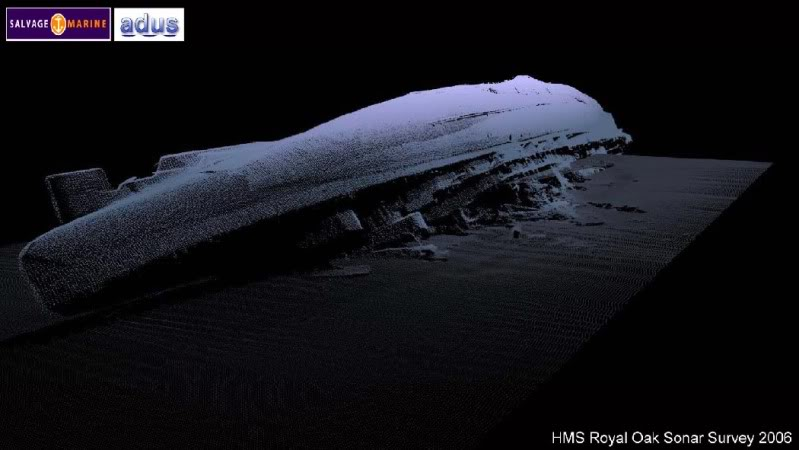 SALVAGE MARINE
adus
HMS Royal Oak Sonar Survey 2006